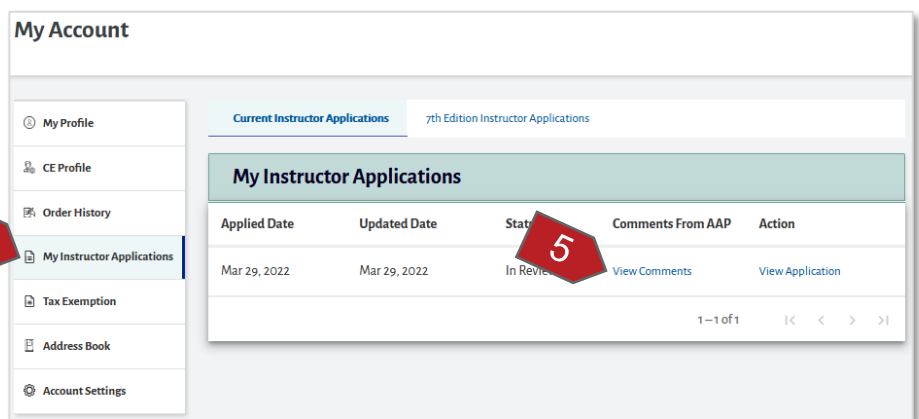 My Account
My Profile
CE Profile
Order History
My Instructor Applications
Tax Exemption
Address Book
Account Settings
Current Instructor Applications 7th Edition Instructor Applications
My Instructor Applications
Applied Date Updated Date Comments From AAP Action
Mar 29, 2022 Mar 29, 2022 In View Comments View Application
5
1–1 of 1